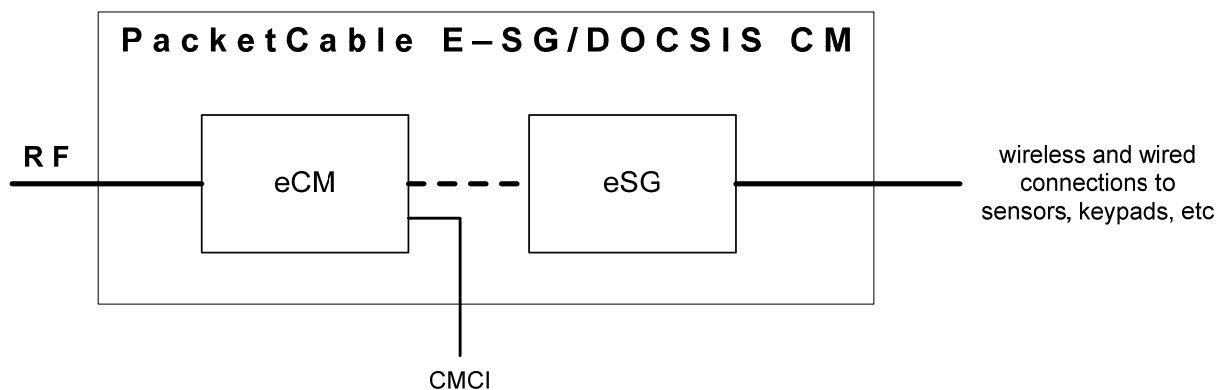 PacketCable E–SG/DOCSIS CM
RF
eCM
eSG
wireless and wired
connections to
sensors, keypads, etc
CMCI